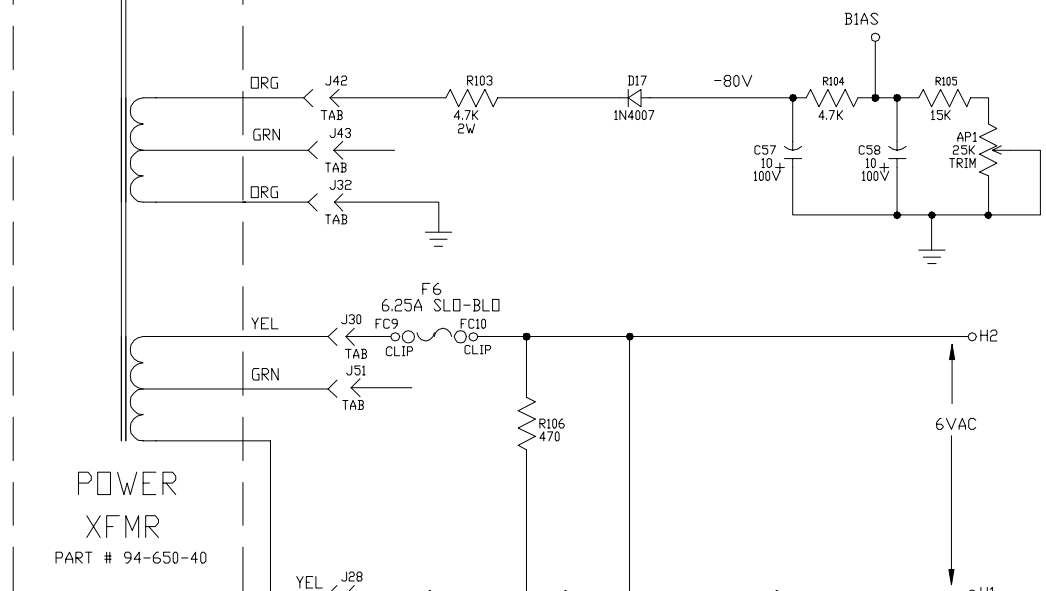 B1AS
ORG
J42
TAB
R103
4.7K
2W
D17
1N4007
-80V
R104
4.7K
R105
15K
GRN
J43
TAB
C57
10
+
100V
C58
10
+
100V
AP1
25K
TRIM
ORG
J32
TAB
F6
6.25A SLO-BLO
YEL
J30
TAB
FC9
CLIP
FC10
CLIP
H2
GRN
J51
TAB
R106
470
6VAC
POWER
XFMR
PART # 94-650-40
YEL
J28
H1